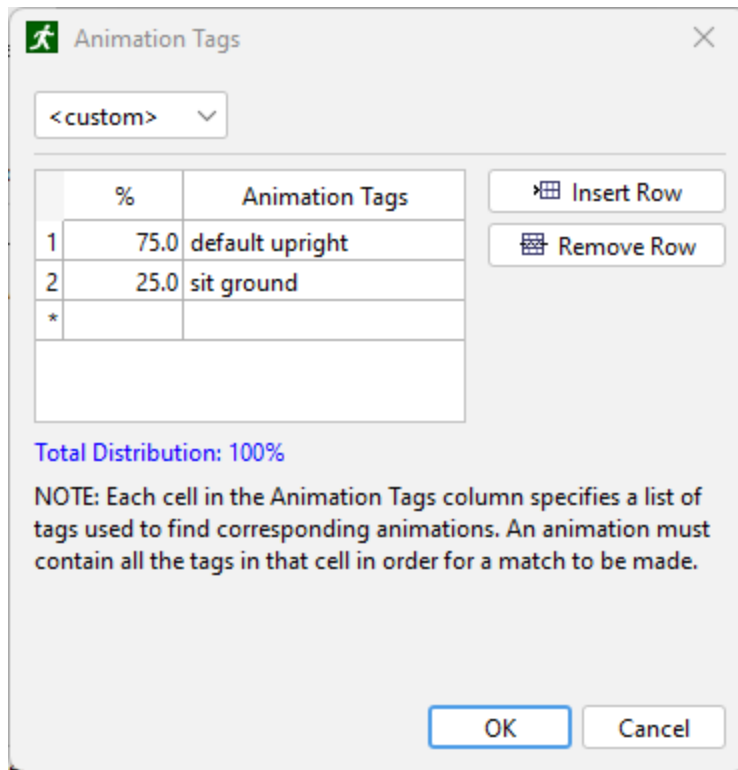 Animation Tags
<custom>
% Animation Tags
1 75.0 default upright
2 25.0 sit ground
*
Insert Row
Remove Row
Total Distribution: 100%
NOTE: Each cell in the Animation Tags column specifies a list of
tags used to find corresponding animations. An animation must
contain all the tags in that cell in order for a match to be made.
OK Cancel